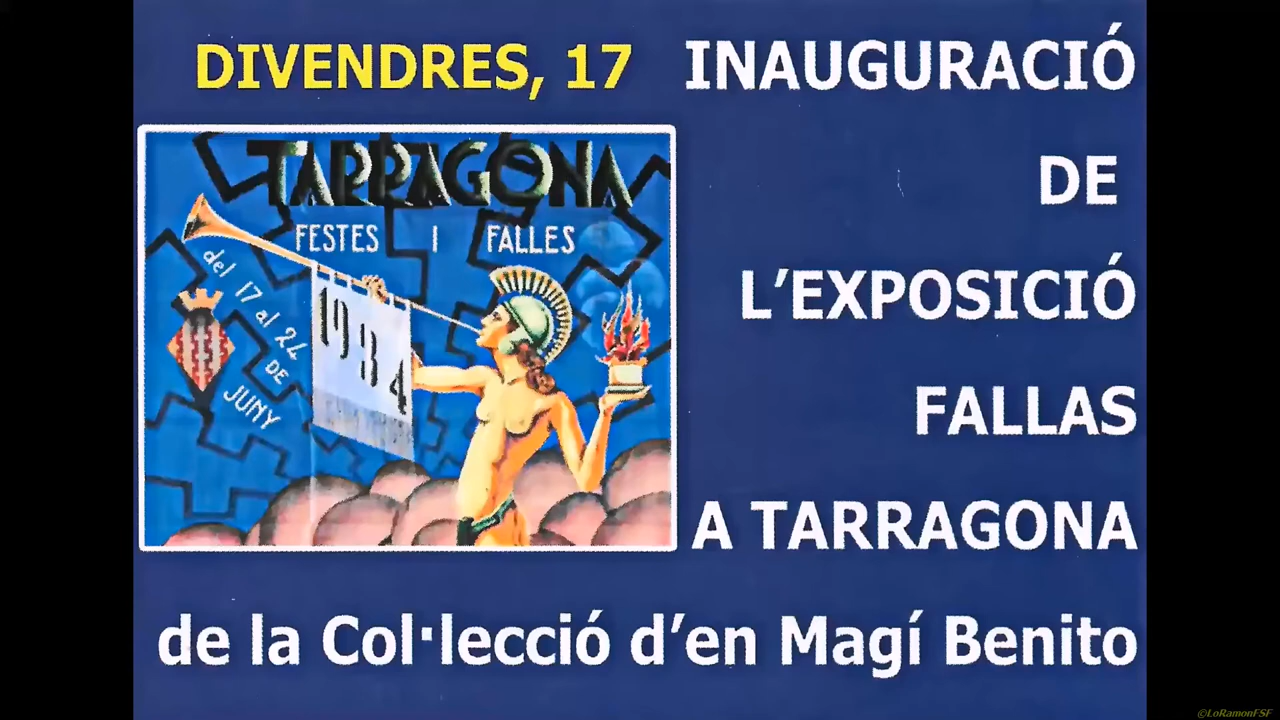 DIVENDRES, 17
INAUGURACIÓ
DE
L'EXPOSICIÓ
FALLAS
A TARRAGONA
de la Col·lecció d'en Magí Benito
TARRAGONA
FESTES I FALLES
del 17 al 24
DE
JUNY
1934
©LoRamonFSF